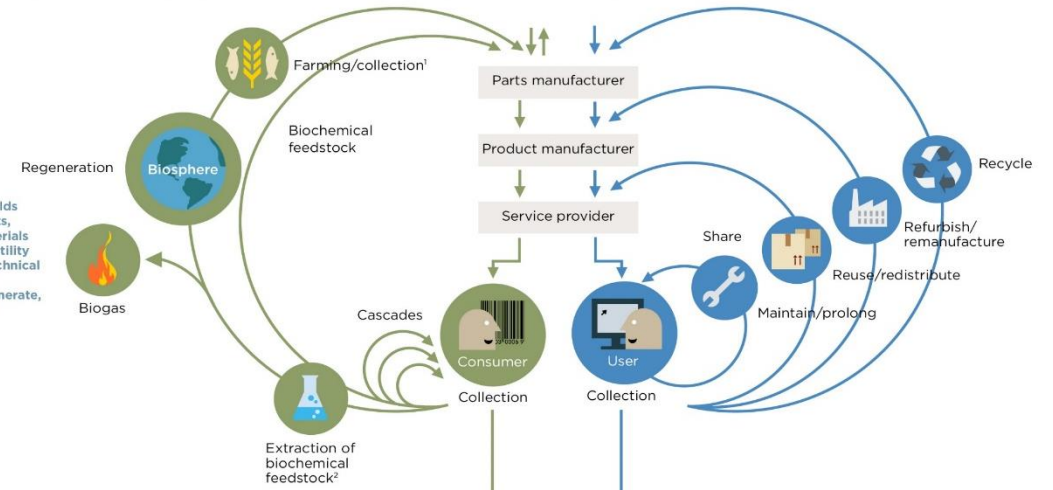 Farming/collection¹
Parts manufacturer
Biochemical
feedstock
Product manufacturer
Regeneration
Biosphere
Recycle
Service provider
Refurbish/
remanufacture
Share
Reuse/redistribute
Biogas
Cascades
Maintain/prolong
Consumer
User
Collection
Collection
Extraction of
biochemical
feedstock²